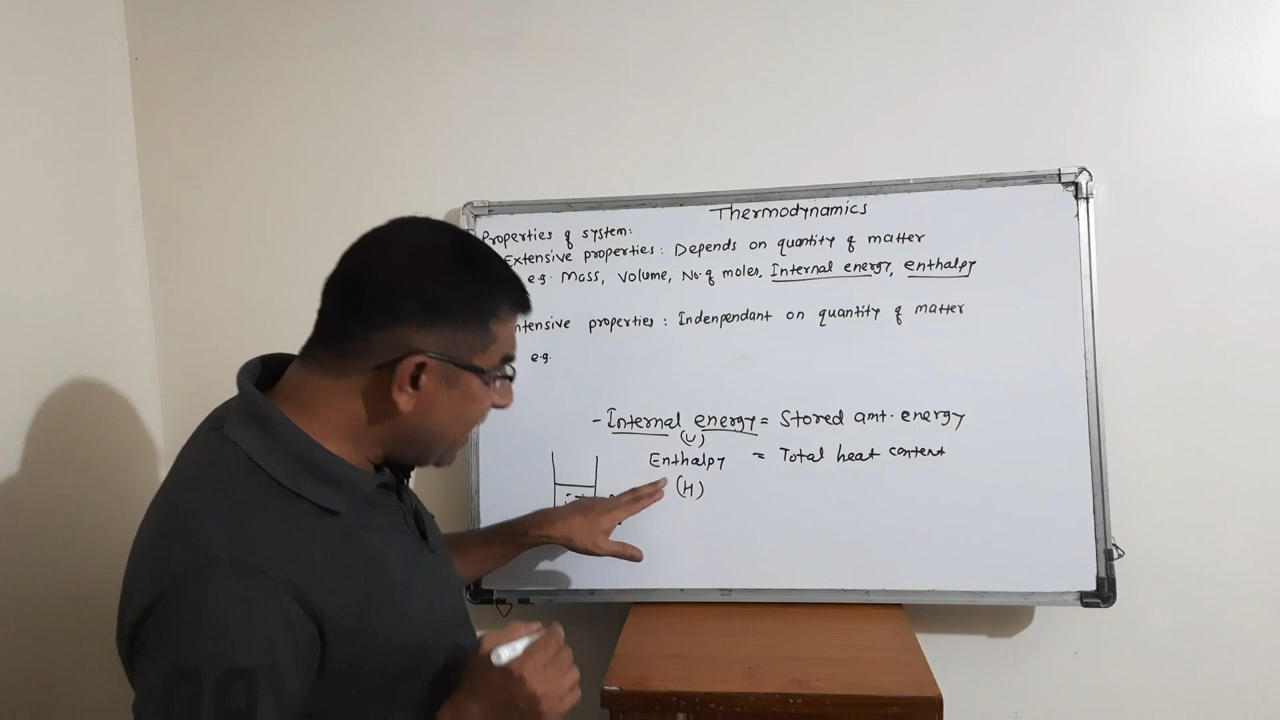 Thermodynamics
Properties of system:
Extensive properties: Depends on quantity of matter
e.g. Mass, Volume, No. of moles, Internal energy, enthalpy
ntensive properties: Indenpendant on quantity of matter
e.g.
- Internal energy = Stored amt. energy
(U)
Enthalpy = Total heat content
(H)